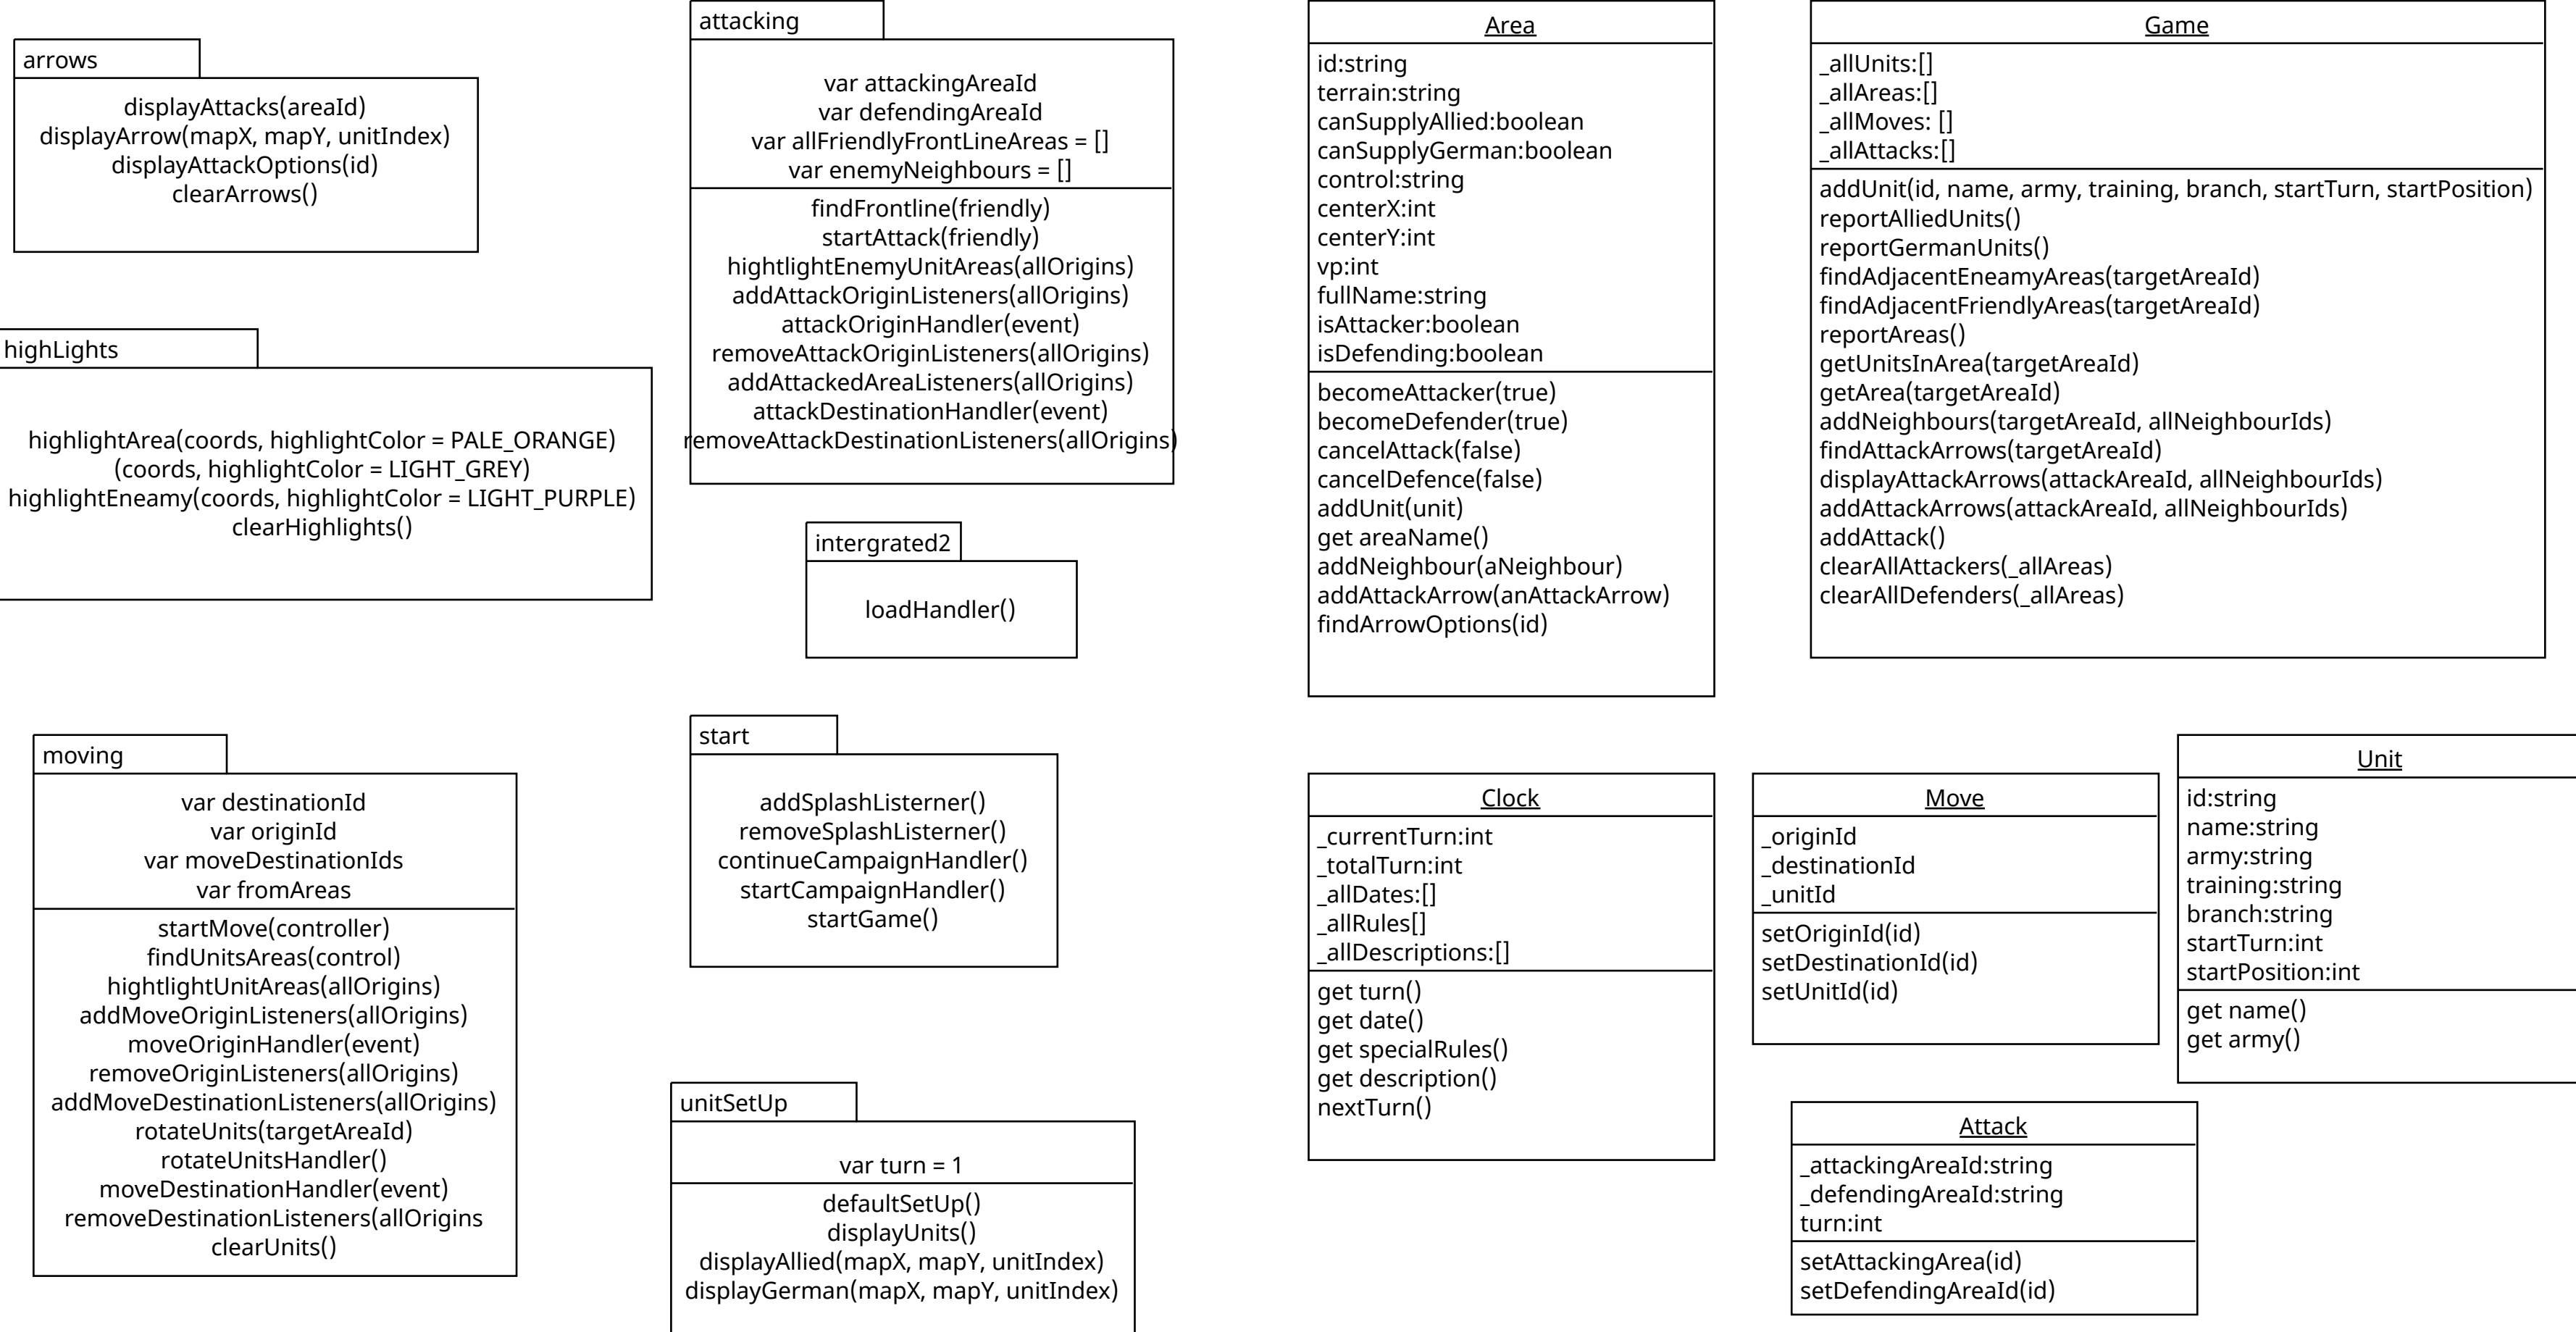 arrows
displayAttacks(areaId)
displayArrow(mapX, mapY, unitIndex)
displayAttackOptions(id)
clearArrows()
highLights
highlightArea(coords, highlightColor = PALE_ORANGE)
(coords, highlightColor = LIGHT_GREY)
highlightEneamy(coords, highlightColor = LIGHT_PURPLE)
clearHighlights()
moving
var destinationId
var originId
var moveDestinationIds
var fromAreas
startMove(controller)
findUnitsAreas(control)
hightlightUnitAreas(allOrigins)
addMoveOriginListeners(allOrigins)
moveOriginHandler(event)
removeOriginListeners(allOrigins)
addMoveDestinationListeners(allOrigins)
rotateUnits(targetAreaId)
rotateUnitsHandler()
moveDestinationHandler(event)
removeDestinationListeners(allOrigins
clearUnits()
attacking
var attackingAreaId
var defendingAreaId
var allFriendlyFrontLineAreas = []
var enemyNeighbours = []
findFrontline(friendly)
startAttack(friendly)
hightlightEnemyUnitAreas(allOrigins)
addAttackOriginListeners(allOrigins)
attackOriginHandler(event)
removeAttackOriginListeners(allOrigins)
addAttackedAreaListeners(allOrigins)
attackDestinationHandler(event)
removeAttackDestinationListeners(allOrigins)
intergrated2
loadHandler()
start
addSplashListerner()
removeSplashListerner()
continueCampaignHandler()
startCampaignHandler()
startGame()
unitSetUp
var turn = 1
defaultSetUp()
displayUnits()
displayAllied(mapX, mapY, unitIndex)
displayGerman(mapX, mapY, unitIndex)
Area
id:string
terrain:string
canSupplyAllied:boolean
canSupplyGerman:boolean
control:string
centerX:int
centerY:int
vp:int
fullName:string
isAttacker:boolean
isDefending:boolean
becomeAttacker(true)
becomeDefender(true)
cancelAttack(false)
cancelDefence(false)
addUnit(unit)
get areaName()
addNeighbour(aNeighbour)
addAttackArrow(anAttackArrow)
findArrowOptions(id)
Game
_allUnits:[]
_allAreas:[]
_allMoves: []
_allAttacks:[]
addUnit(id, name, army, training, branch, startTurn, startPosition)
reportAlliedUnits()
reportGermanUnits()
findAdjacentEneamyAreas(targetAreaId)
findAdjacentFriendlyAreas(targetAreaId)
reportAreas()
getUnitsInArea(targetAreaId)
getArea(targetAreaId)
addNeighbours(targetAreaId, allNeighbourIds)
findAttackArrows(targetAreaId)
displayAttackArrows(attackAreaId, allNeighbourIds)
addAttackArrows(attackAreaId, allNeighbourIds)
addAttack()
clearAllAttackers(_allAreas)
clearAllDefenders(_allAreas)
Clock
_currentTurn:int
_totalTurn:int
_allDates:[]
_allRules[]
_allDescriptions:[]
get turn()
get date()
get specialRules()
get description()
nextTurn()
Move
_originId
_destinationId
_unitId
setOriginId(id)
setDestinationId(id)
setUnitId(id)
Unit
id:string
name:string
army:string
training:string
branch:string
startTurn:int
startPosition:int
get name()
get army()
Attack
_attackingAreaId:string
_defendingAreaId:string
turn:int
setAttackingArea(id)
setDefendingAreaId(id)